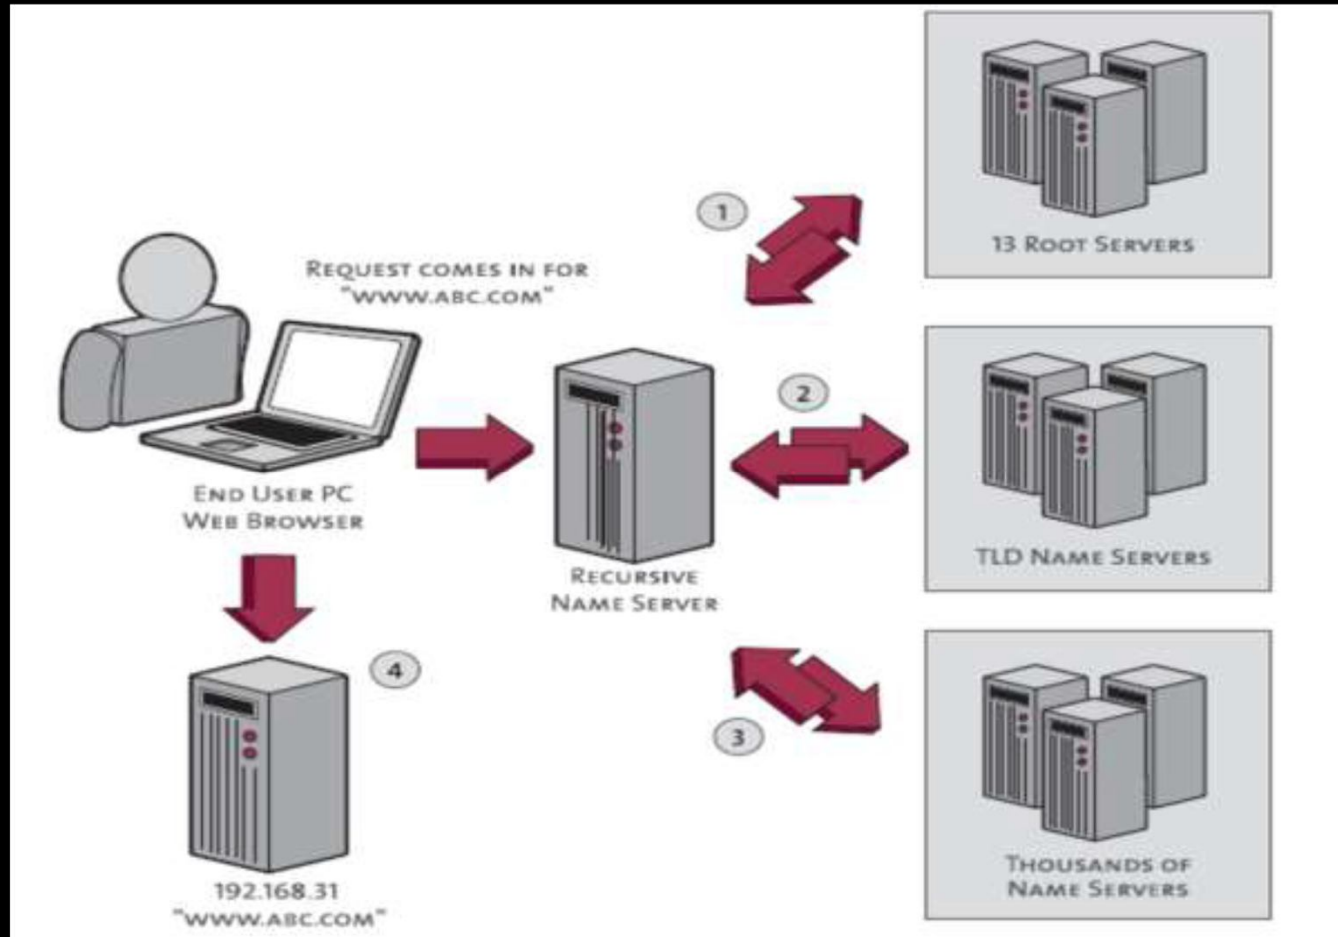 1
13 ROOT SERVERS
REQUEST COMES IN FOR
"WWW.ABC.COM"
2
END USER PC
WEB BROWSER
TLD NAME SERVERS
RECURSIVE
NAME SERVER
4
3
192.168.31
"WWW.ABC.COM"
THOUSANDS OF
NAME SERVERS